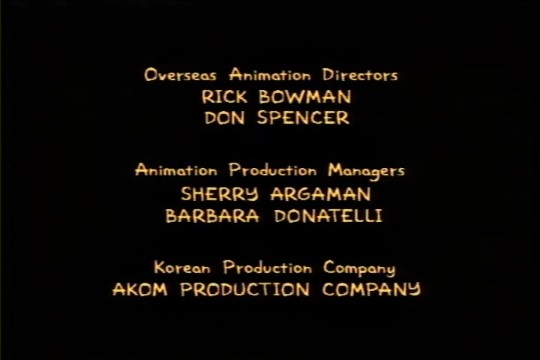 Overseas Animation Directors
RICK BOWMAN
DON SPENCER
Animation Production Managers
SHERRY ARGAMAN
BARBARA DONATELLI
Korean Production Company
AKOM PRODUCTION COMPANY